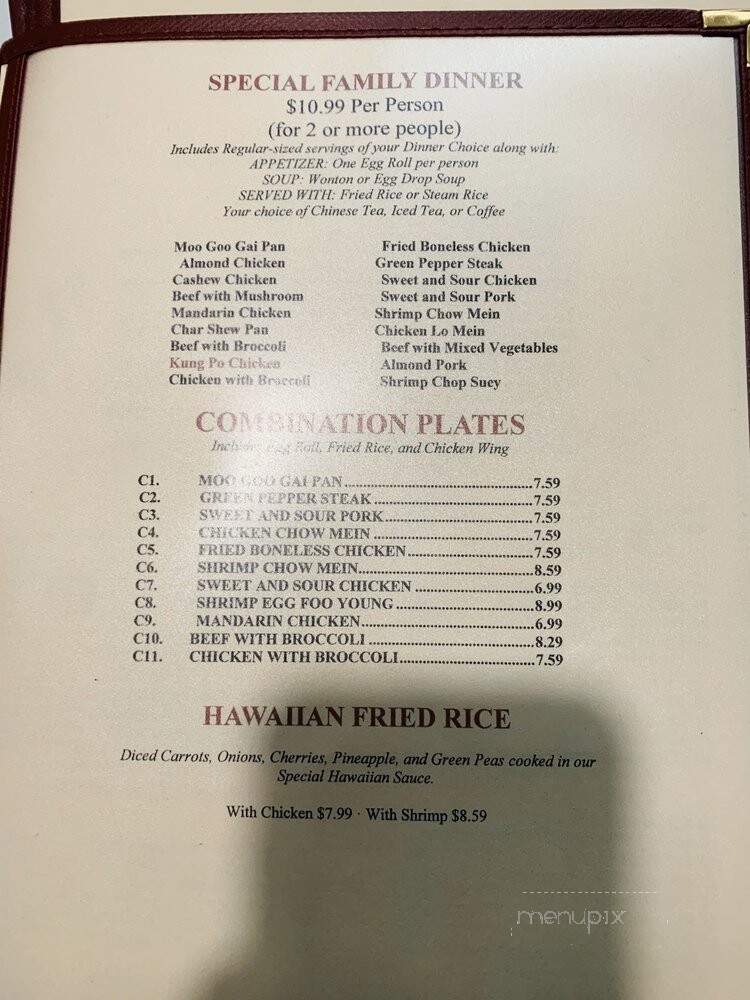 SPECIAL FAMILY DINNER
$10.99 Per Person
(for 2 or more people)
Includes Regular-sized servings of your Dinner Choice along with:
APPETIZER: One Egg Roll per person
SOUP: Wonton or Egg Drop Soup
SERVED WITH: Fried Rice or Steam Rice
Your choice of Chinese Tea, Iced Tea, or Coffee
Moo Goo Gai Pan
Almond Chicken
Cashew Chicken
Beef with Mushroom
Mandarin Chicken
Char Shew Pan
Beef with Broccoli
Kung Po Chicken
Chicken with Broccoli
Fried Boneless Chicken
Green Pepper Steak
Sweet and Sour Chicken
Sweet and Sour Pork
Shrimp Chow Mein
Chicken Lo Mein
Beef with Mixed Vegetables
Almond Pork
Shrimp Chop Suey
COMBINATION PLATES
Egg Roll, Fried Rice, and Chicken Wing
C1. MOO GOO GAI PAN 7.59
C2. GREEN PEPPER STEAK 7.59
C3. SWEET AND SOUR PORK 7.59
C4. CHICKEN CHOW MEIN 7.59
C5. FRIED BONELESS CHICKEN 7.59
C6. SHRIMP CHOW MEIN 8.59
C7. SWEET AND SOUR CHICKEN 6.99
C8. SHRIMP EGG FOO YOUNG 8.99
C9. MANDARIN CHICKEN 6.99
C10. BEEF WITH BROCCOLI 8.29
C11. CHICKEN WITH BROCCOLI 7.59
HAWAIIAN FRIED RICE
Diced Carrots, Onions, Cherries, Pineapple, and Green Peas cooked in our
Special Hawaiian Sauce.
With Chicken $7.99 · With Shrimp $8.59
menupix